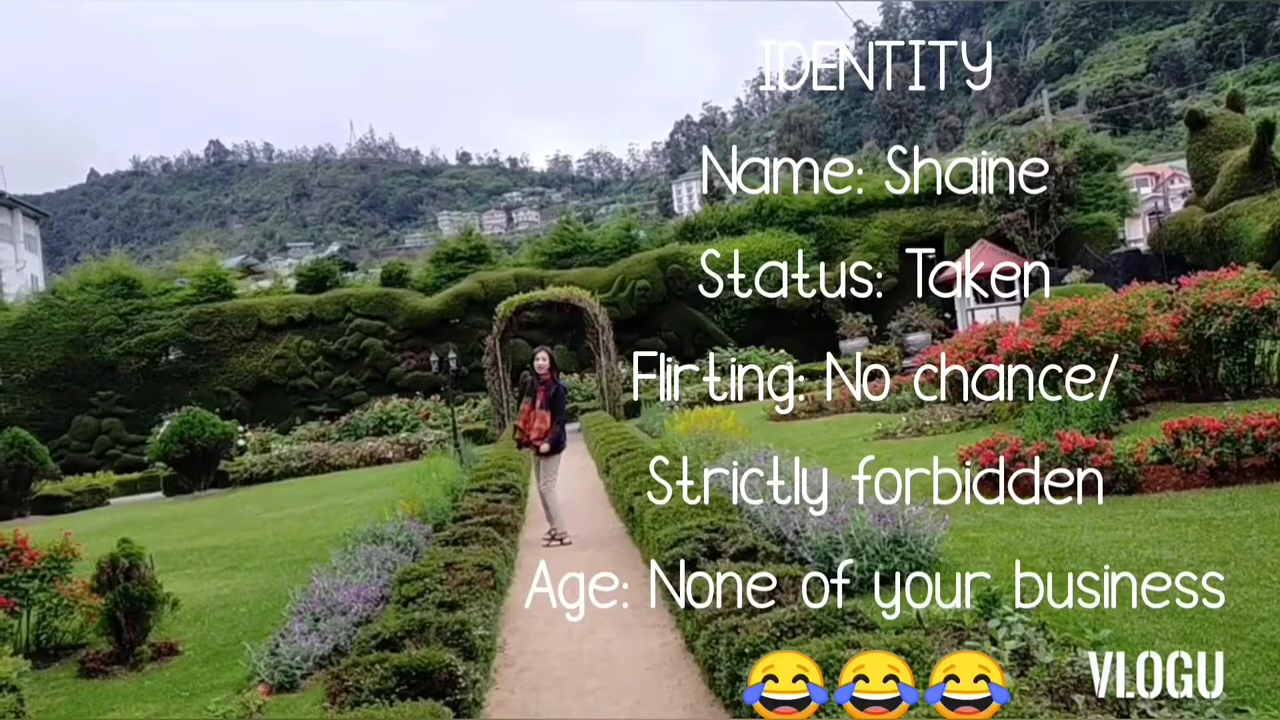 IDENTITY
Name: Shaine
Status: Taken
Flirting: No chance/
Strictly forbidden
Age: None of your business
😂😂😂
VLOGU